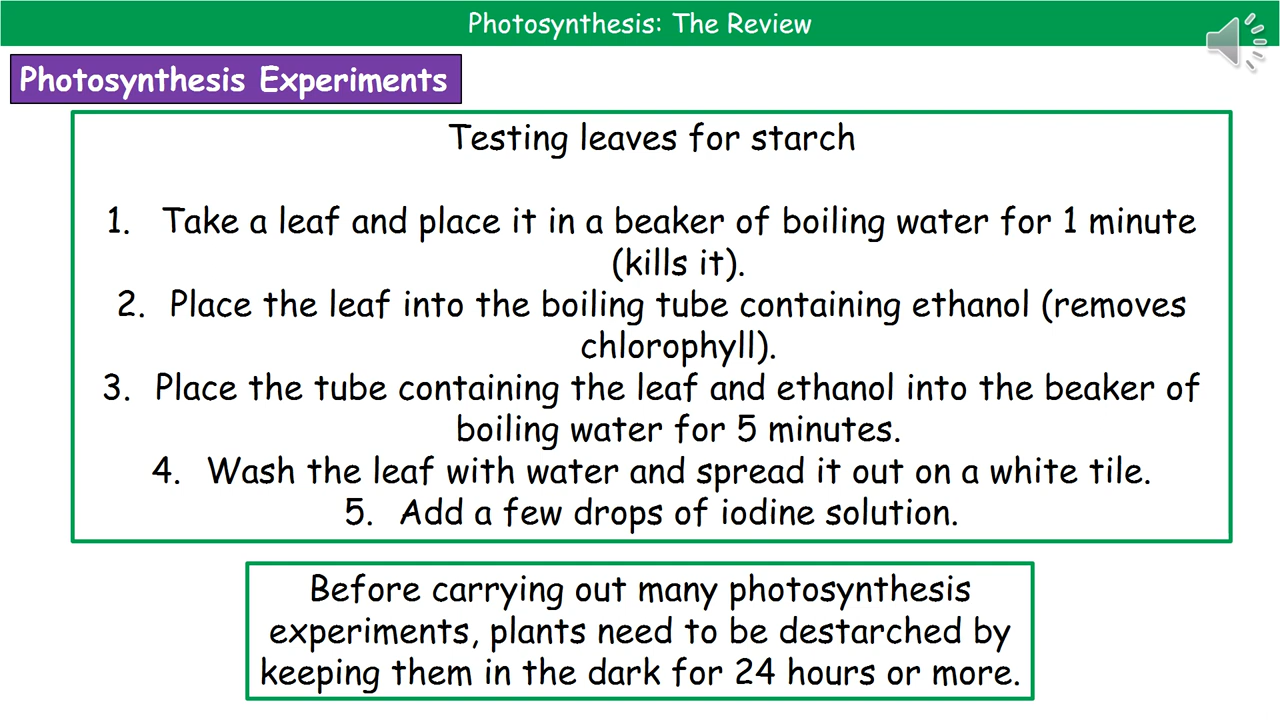 Photosynthesis: The Review
Photosynthesis Experiments
Testing leaves for starch
1. Take a leaf and place it in a beaker of boiling water for 1 minute
(kills it).
2. Place the leaf into the boiling tube containing ethanol (removes
chlorophyll).
3. Place the tube containing the leaf and ethanol into the beaker of
boiling water for 5 minutes.
4. Wash the leaf with water and spread it out on a white tile.
5. Add a few drops of iodine solution.
Before carrying out many photosynthesis
experiments, plants need to be destarched by
keeping them in the dark for 24 hours or more.